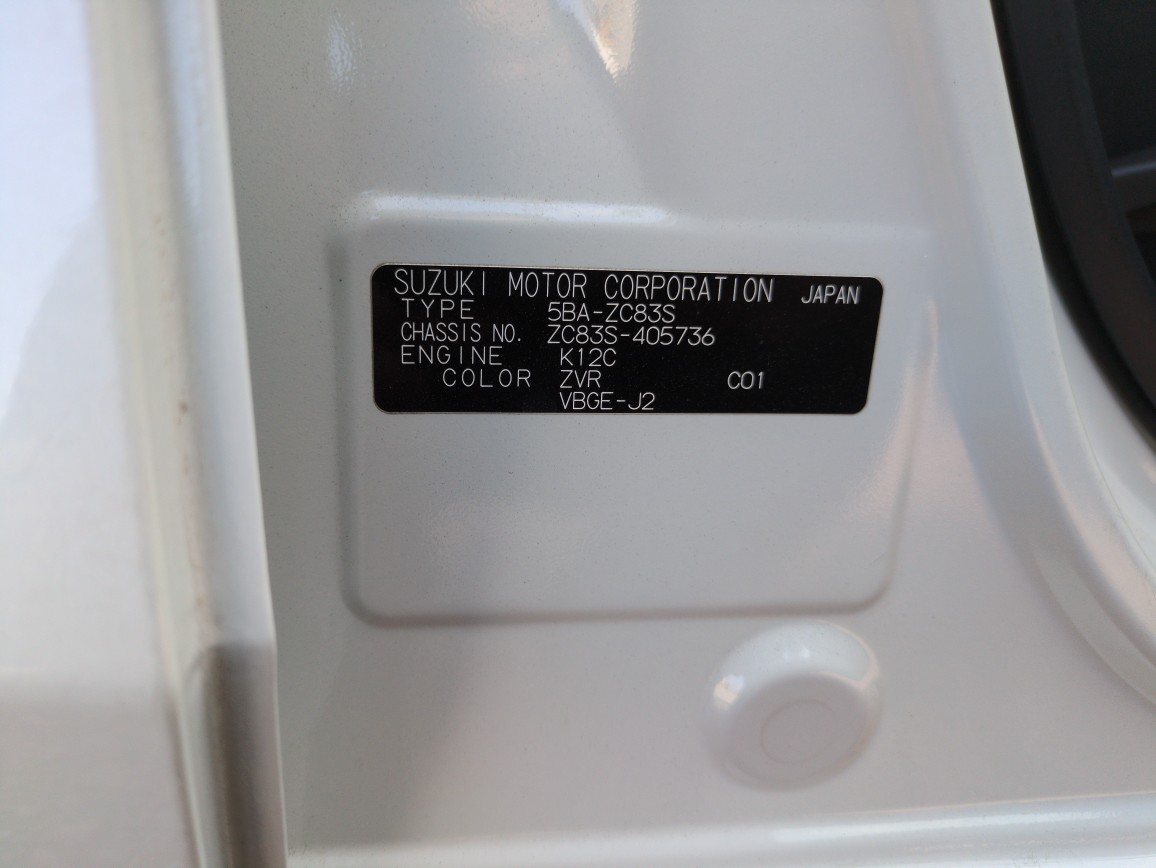 SUZUKI MOTOR CORPORATION JAPAN
TYPE 5BA-ZC83S
CHASSIS NO. ZC83S-405736
ENGINE K12C
COLOR ZVR C01
VBGE-J2